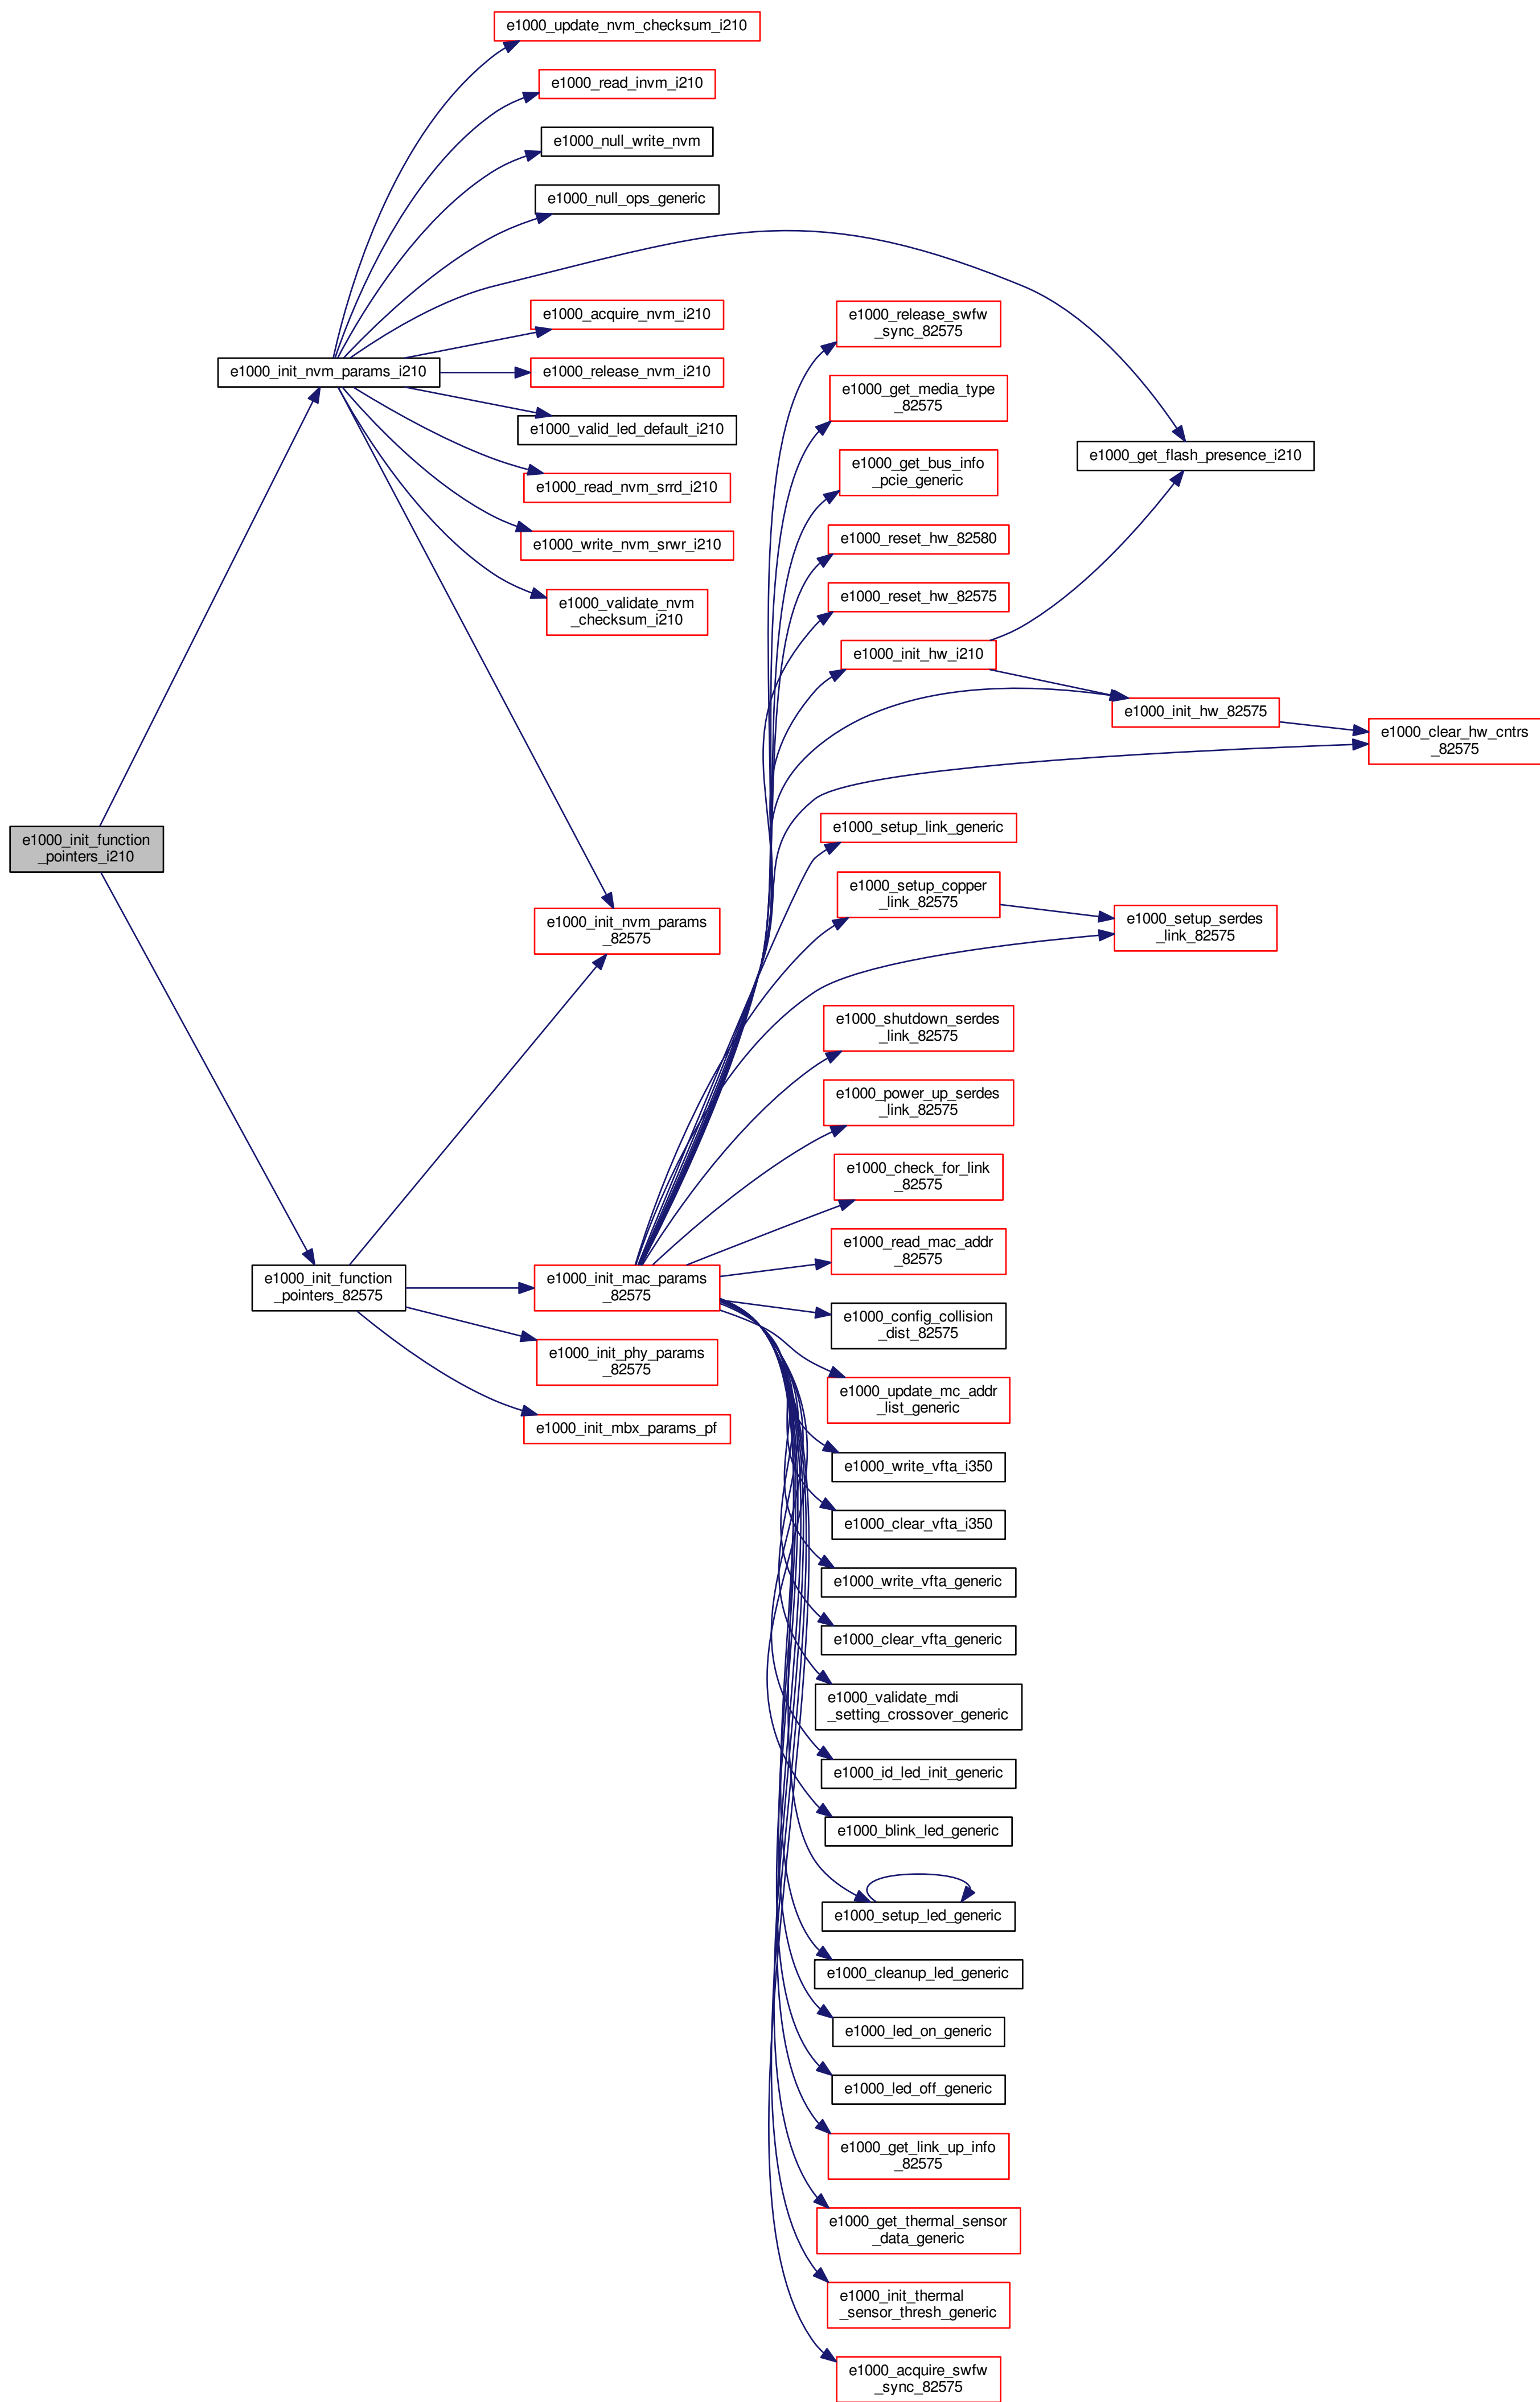 e1000_update_nvm_checksum_i210
e1000_read_invm_i210
e1000_null_write_nvm
e1000_null_ops_generic
e1000_acquire_nvm_i210
e1000_release_nvm_i210
e1000_valid_led_default_i210
e1000_read_nvm_srrd_i210
e1000_write_nvm_srwr_i210
e1000_validate_nvm
_checksum_i210
e1000_init_nvm_params_i210
e1000_init_function
_pointers_i210
e1000_init_nvm_params
_82575
e1000_init_function
_pointers_82575
e1000_init_mac_params
_82575
e1000_init_phy_params
_82575
e1000_init_mbx_params_pf
e1000_release_swfw
_sync_82575
e1000_get_media_type
_82575
e1000_get_bus_info
_pcie_generic
e1000_reset_hw_82580
e1000_reset_hw_82575
e1000_init_hw_i210
e1000_get_flash_presence_i210
e1000_init_hw_82575
e1000_clear_hw_cntrs
_82575
e1000_setup_link_generic
e1000_setup_copper
_link_82575
e1000_setup_serdes
_link_82575
e1000_shutdown_serdes
_link_82575
e1000_power_up_serdes
_link_82575
e1000_check_for_link
_82575
e1000_read_mac_addr
_82575
e1000_config_collision
_dist_82575
e1000_update_mc_addr
_list_generic
e1000_write_vfta_i350
e1000_clear_vfta_i350
e1000_write_vfta_generic
e1000_clear_vfta_generic
e1000_validate_mdi
_setting_crossover_generic
e1000_id_led_init_generic
e1000_blink_led_generic
e1000_setup_led_generic
e1000_cleanup_led_generic
e1000_led_on_generic
e1000_led_off_generic
e1000_get_link_up_info
_82575
e1000_get_thermal_sensor
_data_generic
e1000_init_thermal
_sensor_thresh_generic
e1000_acquire_swfw
_sync_82575